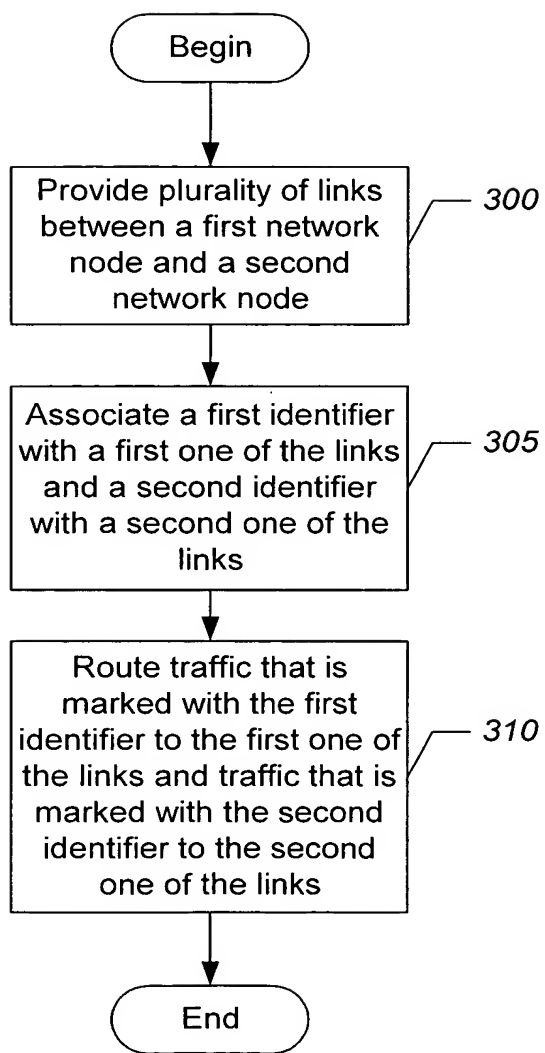 Begin
Provide plurality of links
between a first network
node and a second
network node
300
Associate a first identifier
with a first one of the links
and a second identifier
with a second one of the
links
305
Route traffic that is
marked with the first
identifier to the first one of
the links and traffic that is
marked with the second
identifier to the second
one of the links
310
End